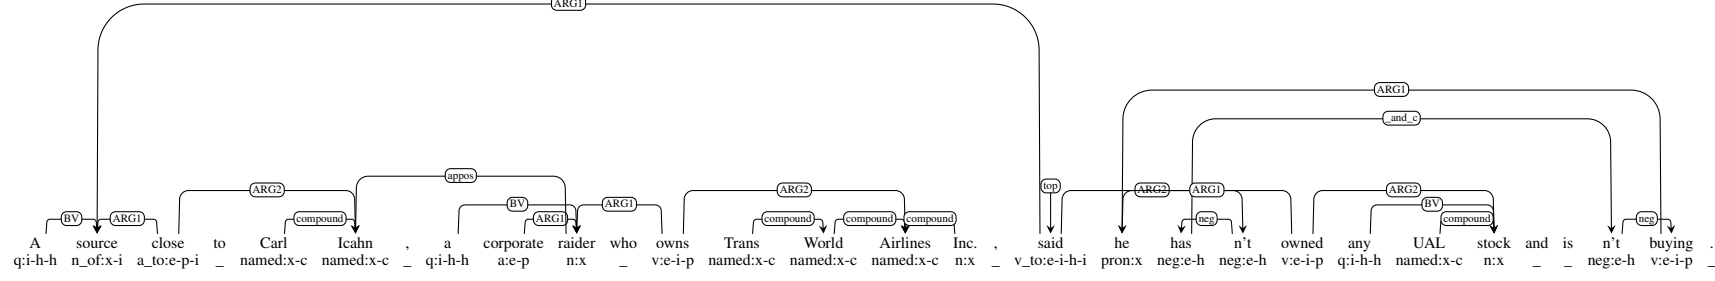 ARG1
ARG1
_and_c
appos
top
ARG2 ARG2 ARG2 ARG1 ARG2
BV ARG1 BV
BV ARG1 compound ARG1 compound compound compound neg compound neg
A source close to Carl Icahn , a corporate raider who owns Trans World Airlines Inc. , said he has n't owned any UAL stock and is n't buying .
q:i-h-h n_of:x-i a_to:e-p-i _ named:x-c named:x-c _ q:i-h-h a:e-p n:x _ v:e-i-p named:x-c named:x-c named:x-c n:x _ v_to:e-i-h-i pron:x neg:e-h neg:e-h v:e-i-p q:i-h-h named:x-c n:x _ _ neg:e-h v:e-i-p _